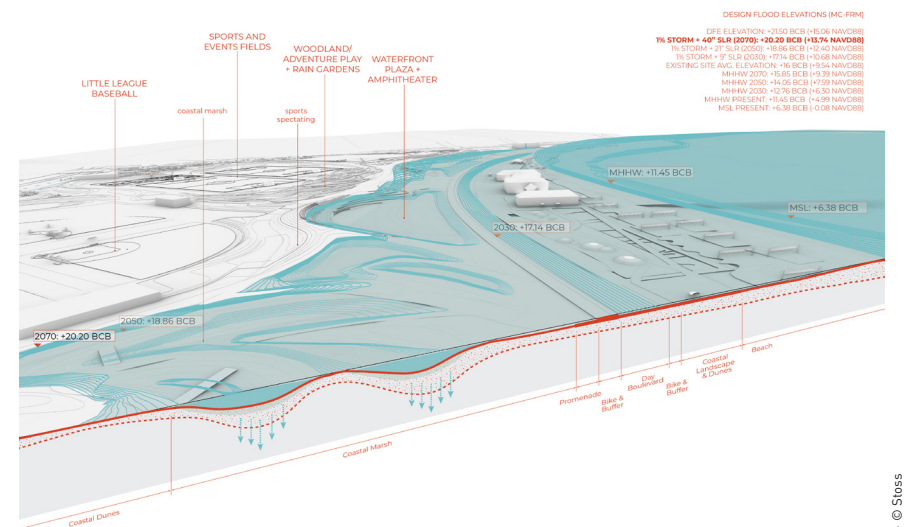 DESIGN FLOOD ELEVATIONS (MC-FRM)
DFE ELEVATION: +21.50 BCB (+15.06 NAVD88)
1% STORM + 40" SLR (2070): +20.20 BCB (+13.74 NAVD88)
1% STORM + 21" SLR (2050): +18.86 BCB (+12.40 NAVD88)
1% STORM + 9" SLR (2030): +17.14 BCB (+10.68 NAVD88)
EXISTING SITE AVG. ELEVATION: +16 BCB (+9.54 NAVD88)
MHHW 2070: +15.85 BCB (+9.39 NAVD88)
MHHW 2050: +14.05 BCB (+7.59 NAVD88)
MHHW 2030: +12.76 BCB (+6.30 NAVD88)
MHHW PRESENT: +11.45 BCB (+4.99 NAVD88)
MSL PRESENT: +6.38 BCB (-0.08 NAVD88)
SPORTS AND
EVENTS FIELDS
WOODLAND/
ADVENTURE PLAY
+ RAIN GARDENS
WATERFRONT
PLAZA +
AMPHITHEATER
LITTLE LEAGUE
BASEBALL
coastal marsh
sports
spectating
MHHW: +11.45 BCB
MSL: +6.38 BCB
2030: +17.14 BCB
2050: +18.86 BCB
2070: +20.20 BCB
Coastal Dunes
Coastal Marsh
Promenade
Bike &
Buffer
Day
Boulevard
Bike &
Buffer
Coastal
Landscape
& Dunes
Beach
© Stoss